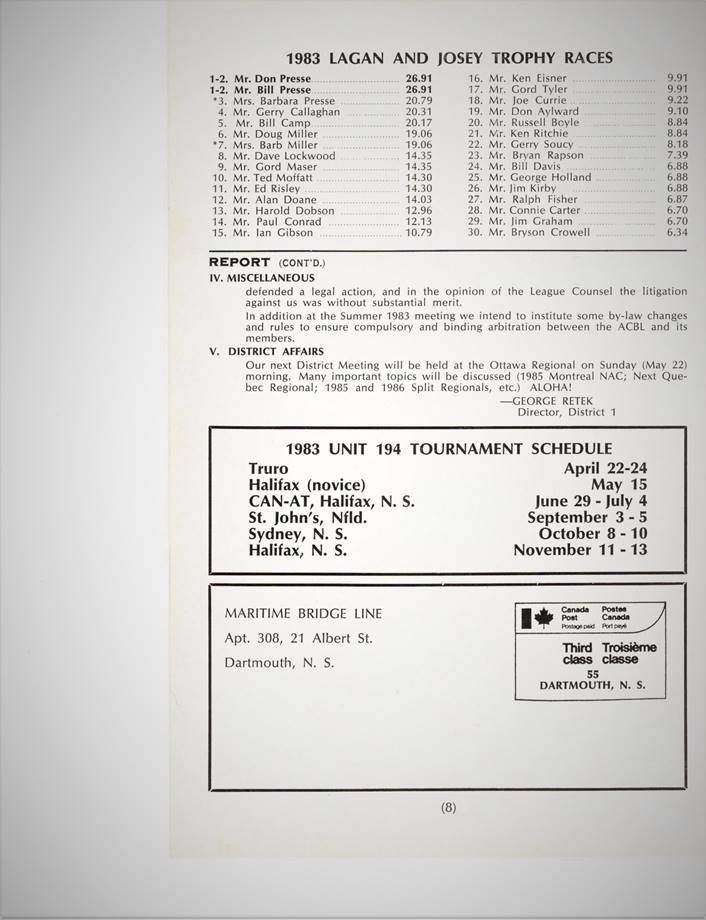 1983 LAGAN AND JOSEY TROPHY RACES
1-2. Mr. Don Presse 26.91
1-2. Mr. Bill Presse 26.91
*3. Mrs. Barbara Presse 20.79
4. Mr. Gerry Callaghan 20.31
5. Mr. Bill Camp 20.17
6. Mr. Doug Miller 19.06
*7. Mrs. Barb Miller 19.06
8. Mr. Dave Lockwood 14.35
9. Mr. Gord Maser 14.35
10. Mr. Ted Moffatt 14.30
11. Mr. Ed Risley 14.30
12. Mr. Alan Doane 14.03
13. Mr. Harold Dobson 12.96
14. Mr. Paul Conrad 12.13
15. Mr. Ian Gibson 10.79
16. Mr. Ken Eisner 9.91
17. Mr. Gord Tyler 9.91
18. Mr. Joe Currie 9.22
19. Mr. Don Aylward 9.10
20. Mr. Russell Boyle 8.84
21. Mr. Ken Ritchie 8.84
22. Mr. Gerry Soucy 8.18
23. Mr. Bryan Rapson 7.39
24. Mr. Bill Davis 6.88
25. Mr. George Holland 6.88
26. Mr. Jim Kirby 6.88
27. Mr. Ralph Fisher 6.87
28. Mr. Connie Carter 6.70
29. Mr. Jim Graham 6.70
30. Mr. Bryson Crowell 6.34
REPORT (CONT'D.)
IV. MISCELLANEOUS
defended a legal action, and in the opinion of the League Counsel the litigation
against us was without substantial merit.
In addition at the Summer 1983 meeting we intend to institute some by-law changes
and rules to ensure compulsory and binding arbitration between the ACBL and its
members.
V. DISTRICT AFFAIRS
Our next District Meeting will be held at the Ottawa Regional on Sunday (May 22)
morning. Many important topics will be discussed (1985 Montreal NAC; Next Que-
bec Regional; 1985 and 1986 Split Regionals, etc.) ALOHA!
—GEORGE RETEK
Director, District 1
1983 UNIT 194 TOURNAMENT SCHEDULE
Truro April 22-24
Halifax (novice) May 15
CAN-AT, Halifax, N. S. June 29 - July 4
St. John's, Nfld. September 3 - 5
Sydney, N. S. October 8 - 10
Halifax, N. S. November 11 - 13
MARITIME BRIDGE LINE
Apt. 308, 21 Albert St.
Dartmouth, N. S.
Canada Postes
Post Canada
Postage paid Port payé
Third Troisième
class classe
55
DARTMOUTH, N. S.
(8)